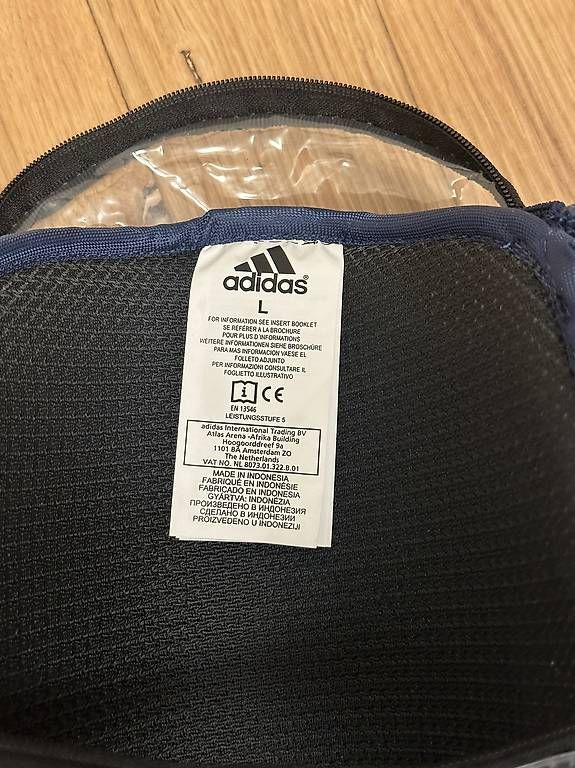 adidas®
L
FOR INFORMATION SEE INSERT BOOKLET
SE RÉFÉRER À LA BROCHURE
POUR PLUS D'INFORMATIONS
WEITERE INFORMATIONEN SIEHE BROSCHÜRE
PARA MAS INFORMACIÓN VAESE EL
FOLLETO ADJUNTO
PER INFORMAZIONI CONSULTARE IL
FOGLIETTO ILLUSTRATIVO
i CE
EN 13546
LEISTUNGSSTUFE 5
adidas International Trading BV
Atlas Arena -Afrika Building
Hoogoorddreef 9a
1101 BA Amsterdam ZO
The Netherlands
VAT NO. NL 8073.01.322.B.01
MADE IN INDONESIA
FABRIQUÉ EN INDONÉSIE
FABRICADO EN INDONESIA
GYÁRTVA: INDONÉZIA
ПРОИЗВЕДЕНО В ИНДОНЕЗИЯ
СДЕЛАНО В ИНДОНЕЗИИ
PROIZVEDENO U INDONEZIJI